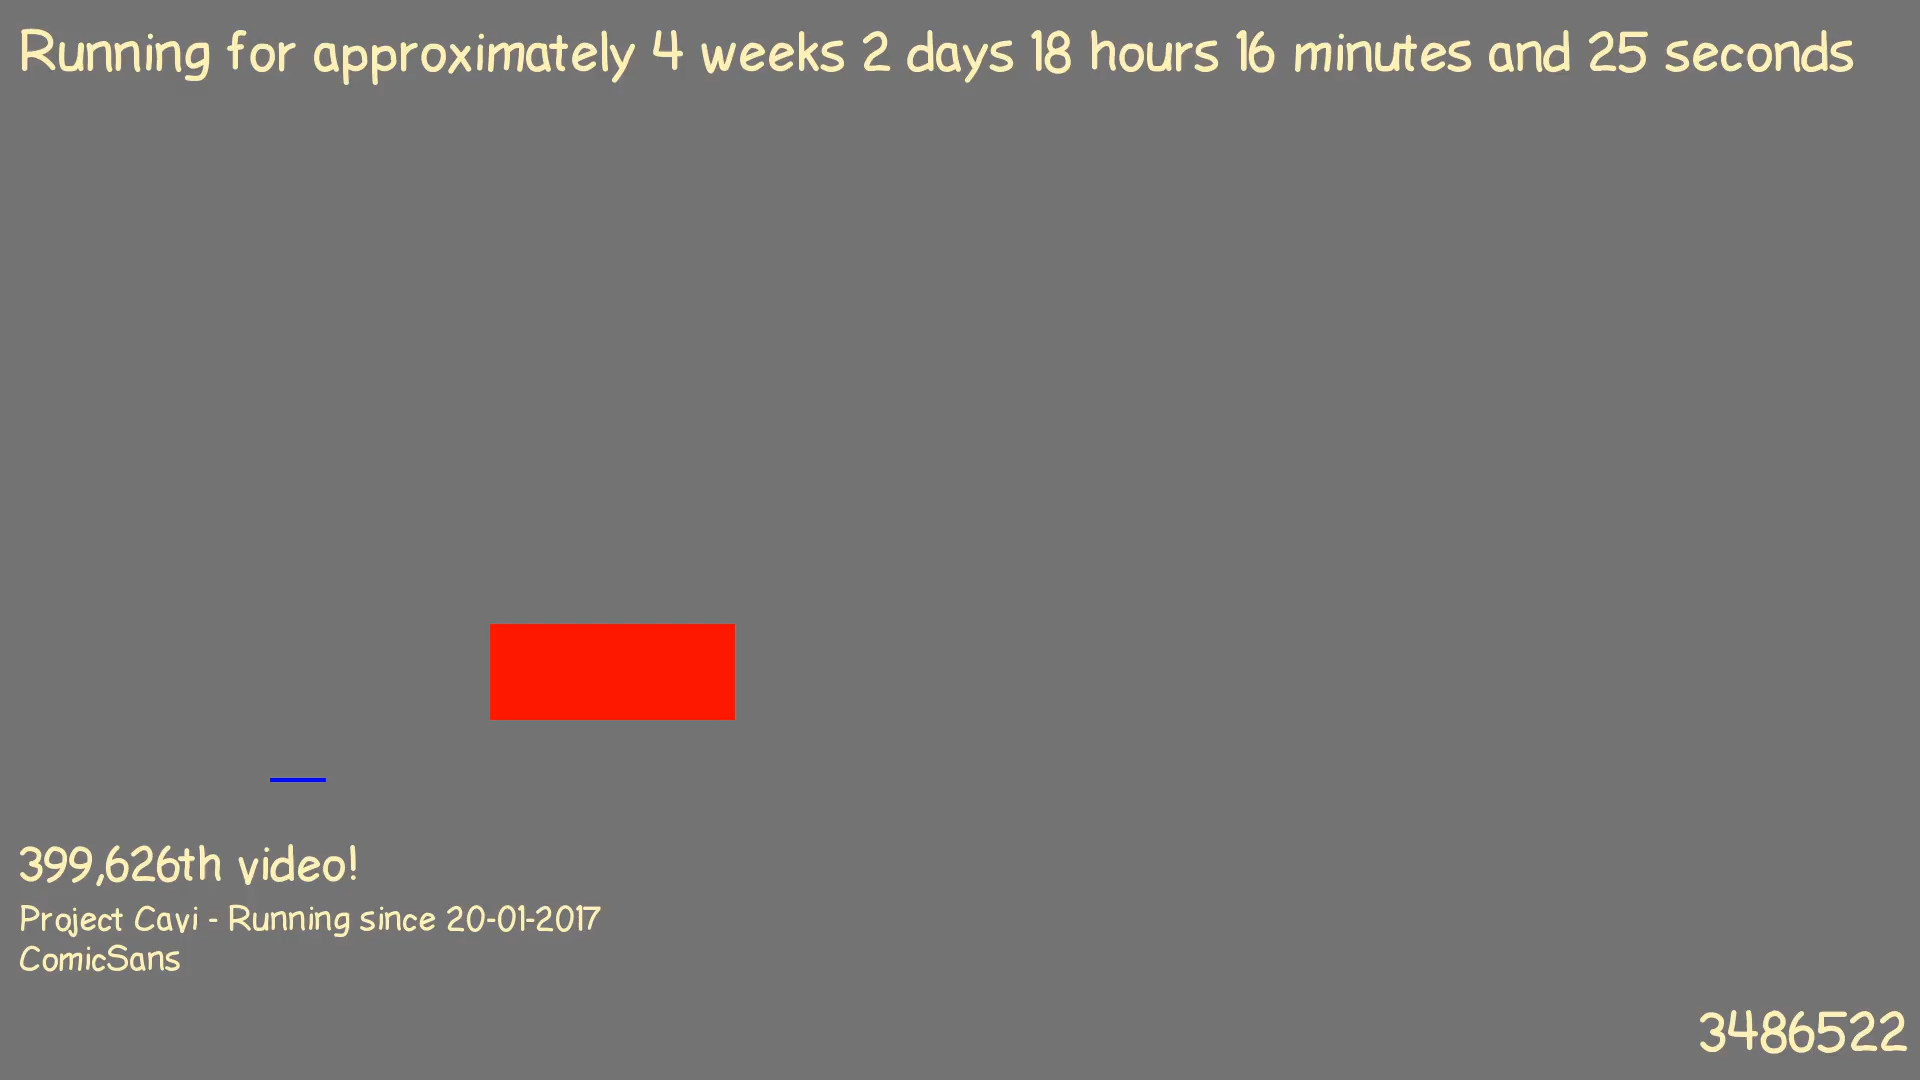 Running for approximately 4 weeks 2 days 18 hours 16 minutes and 25 seconds
399,626th video!
Project Cavi - Running since 20-01-2017
ComicSans
3486522